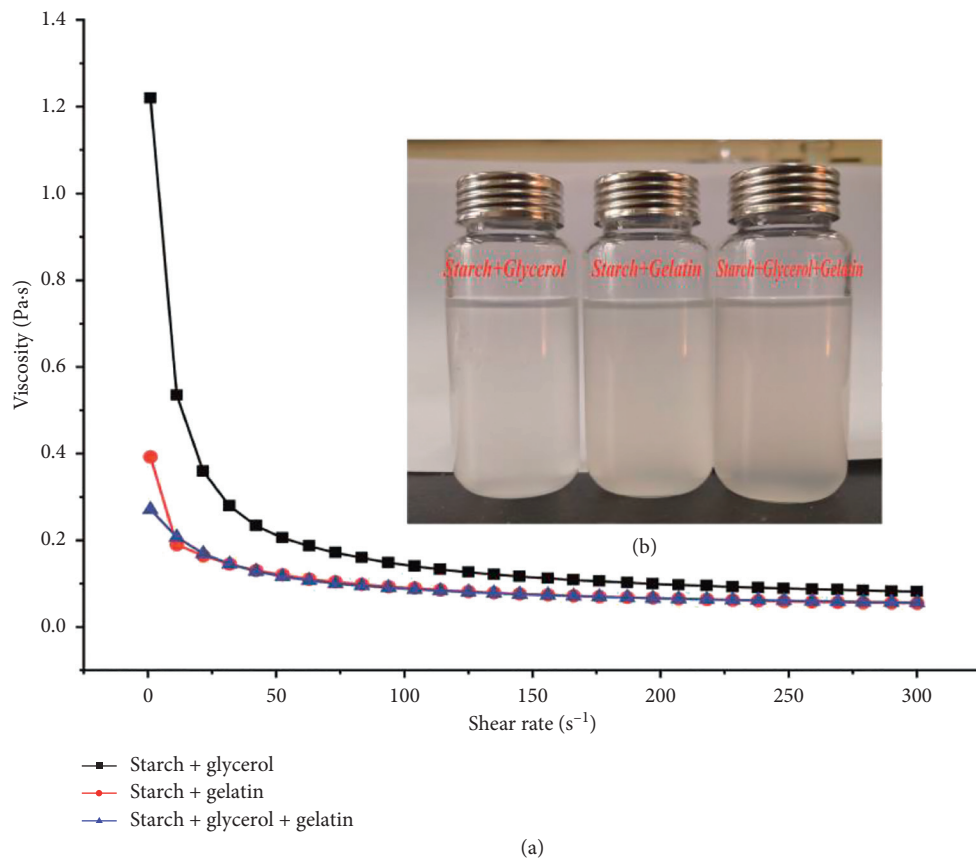 1.4
1.2
1.0
0.8
0.6
0.4
0.2
0.0
Viscosity (Pa·s)
Starch+Glycerol
Starch+Gelatin
Starch+Glycerol+Gelatin
(b)
0 50 100 150 200 250 300
Shear rate (s⁻¹)
Starch + glycerol
Starch + gelatin
Starch + glycerol + gelatin
(a)